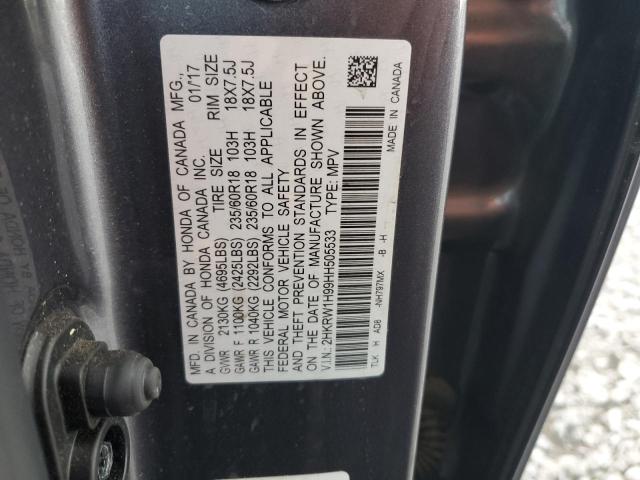 MFD. IN CANADA BY HONDA OF CANADA MFG.,
A DIVISION OF HONDA CANADA INC. 01/17
GVWR 2130KG (4695LBS) TIRE SIZE RIM SIZE
GAWR F 1100KG (2425LBS) 235/60R18 103H 18X7.5J
GAWR R 1040KG (2292LBS) 235/60R18 103H 18X7.5J
THIS VEHICLE CONFORMS TO ALL APPLICABLE
FEDERAL MOTOR VEHICLE SAFETY
AND THEFT PREVENTION STANDARDS IN EFFECT
ON THE DATE OF MANUFACTURE SHOWN ABOVE.
V.I.N.: 2HKRW1H99HH505533 TYPE: MPV
TLK H AD8 -NH797MX -B -H
MADE IN CANADA